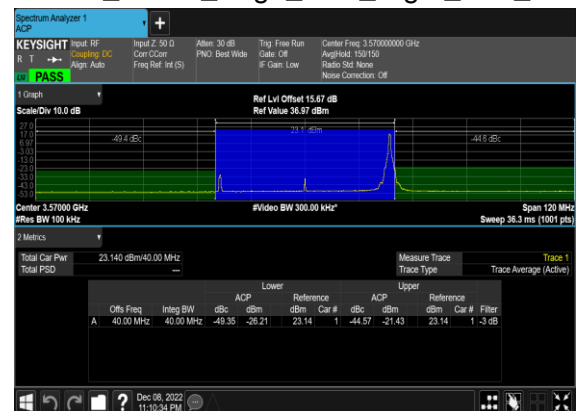 Spectrum Analyzer 1
ACP
+
KEYSIGHT Input: RF Input Z: 50 Ω Atten: 30 dB Trig: Free Run Center Freq: 3.570000000 GHz
R T Coupling: DC Corr CCorr PNO: Best Wide Gate: Off Avg|Hold: 150/150
Align: Auto Freq Ref: Int (S) IF Gain: Low Radio Std: None
PASS Noise Correction: Off
1 Graph
Scale/Div 10.0 dB
Ref Lvl Offset 15.67 dB
Ref Value 36.97 dBm
27.0
17.0
6.97
-3.03
-13.0
-23.0
-33.0
-43.0
-53.0
-49.4 dBc
23.1 dBm
-44.6 dBc
Center 3.57000 GHz #Video BW 300.00 kHz* Span 120 MHz
#Res BW 100 kHz Sweep 36.3 ms (1001 pts)
2 Metrics
Total Car Pwr 23.140 dBm/40.00 MHz Measure Trace Trace 1
Total PSD --- Trace Type Trace Average (Active)
Lower Upper
ACP Reference ACP Reference
Offs Freq Integ BW dBc dBm dBm Car # dBc dBm dBm Car # Filter
A 40.00 MHz 40.00 MHz -49.35 -26.21 23.14 1 -44.57 -21.43 23.14 1 -3 dB
?
Dec 08, 2022
11:10:34 PM